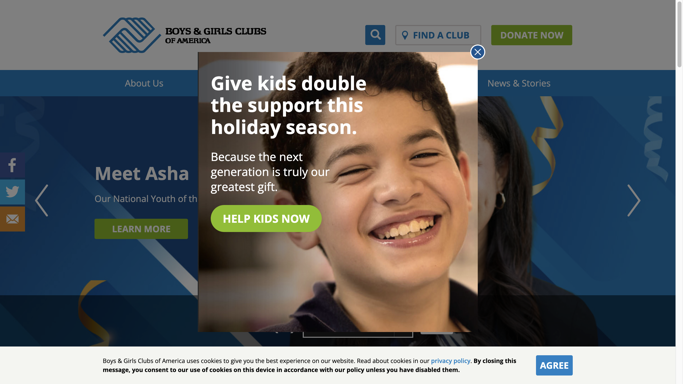 BOYS & GIRLS CLUBS
OF AMERICA
FIND A CLUB
DONATE NOW
About Us
News & Stories
Give kids double
the support this
holiday season.
Because the next
generation is truly our
greatest gift.
HELP KIDS NOW
Meet Asha
Our National Youth of th
LEARN MORE
Boys & Girls Clubs of America uses cookies to give you the best experience on our website. Read about cookies in our privacy policy. By closing this
message, you consent to our use of cookies on this device in accordance with our policy unless you have disabled them.
AGREE